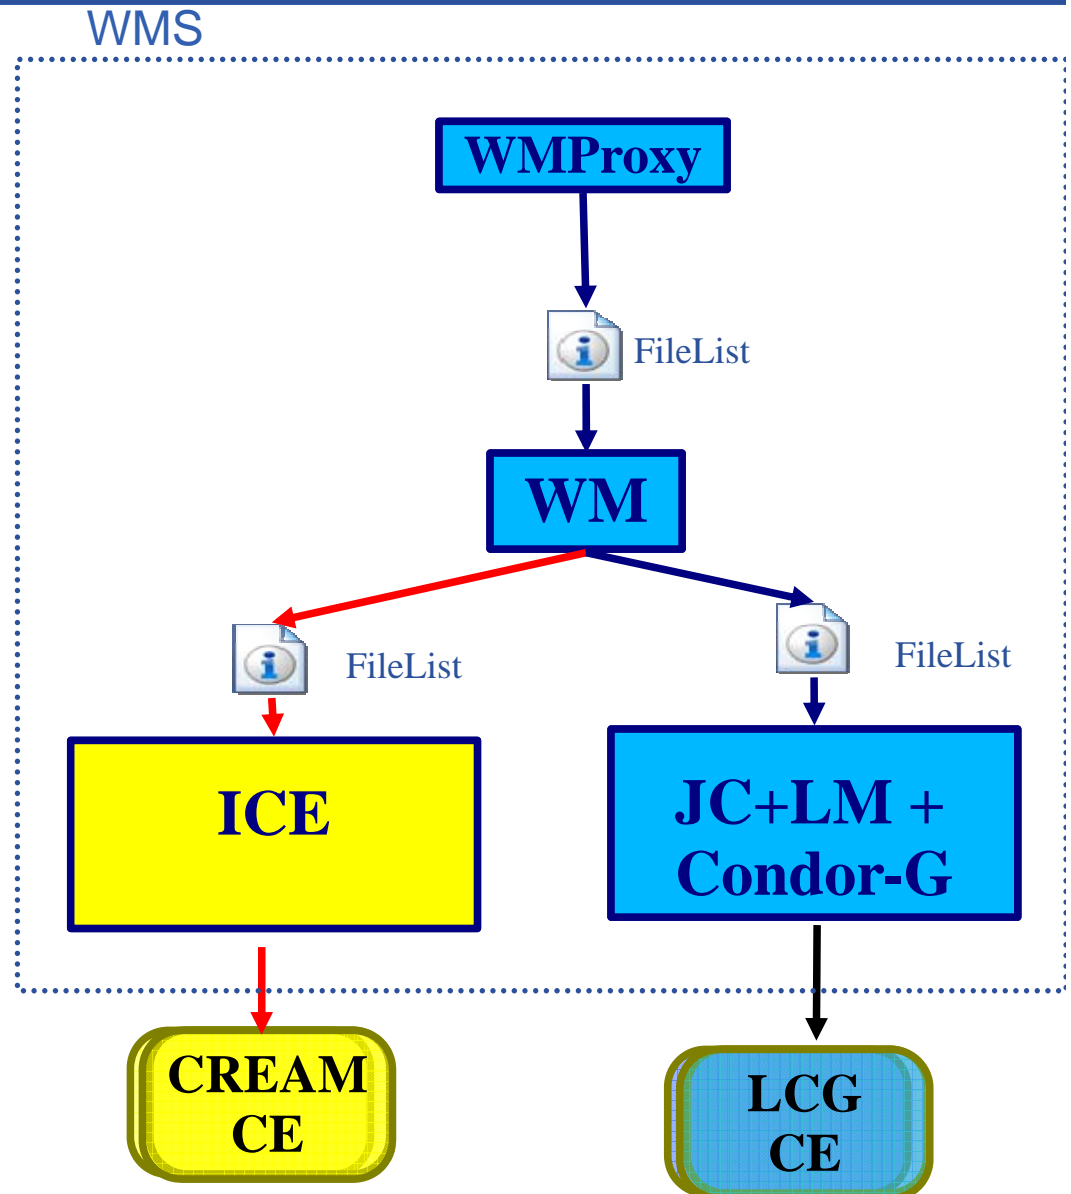 WMS
WMProxy
FileList
WM
FileList
FileList
ICE
JC+LM +
Condor-G
CREAM
CE
LCG
CE